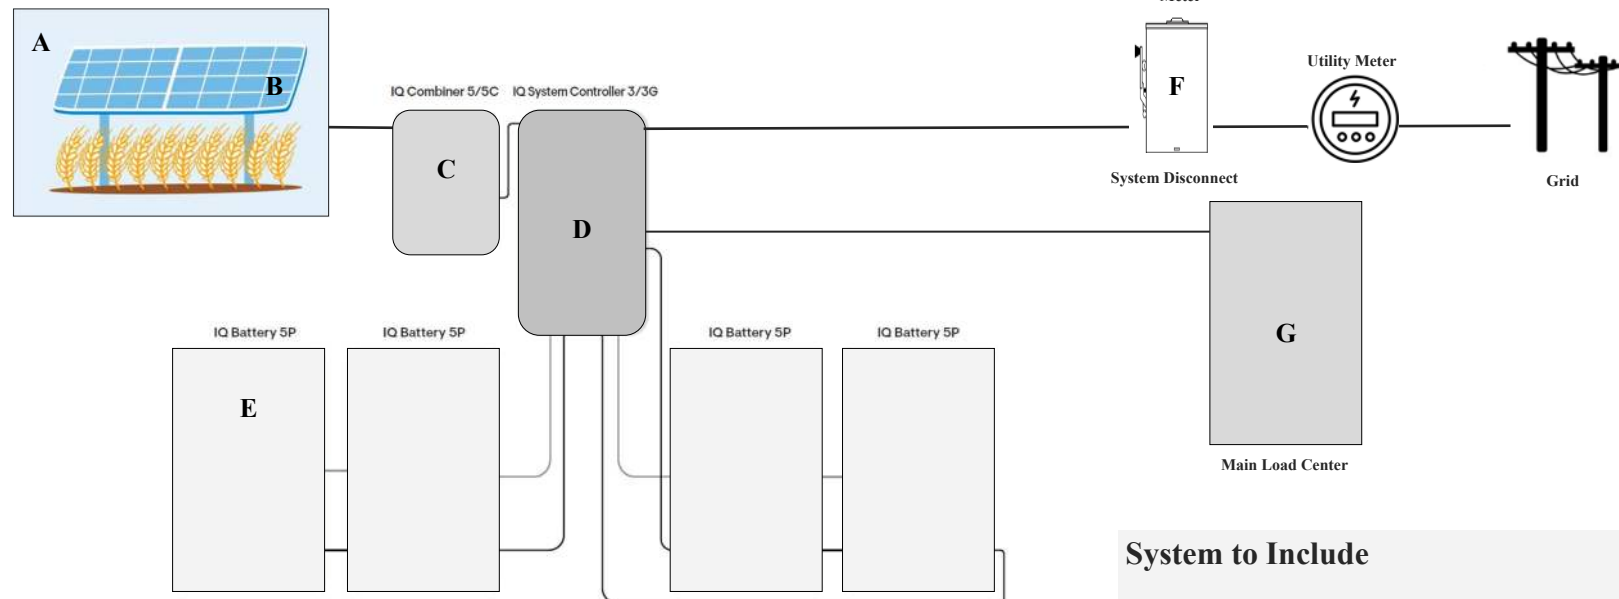 A
B
IQ Combiner 5/5C
IQ System Controller 3/3G
C
D
F
System Disconnect
Utility Meter
Grid
IQ Battery 5P
IQ Battery 5P
IQ Battery 5P
IQ Battery 5P
E
G
Main Load Center
System to Include